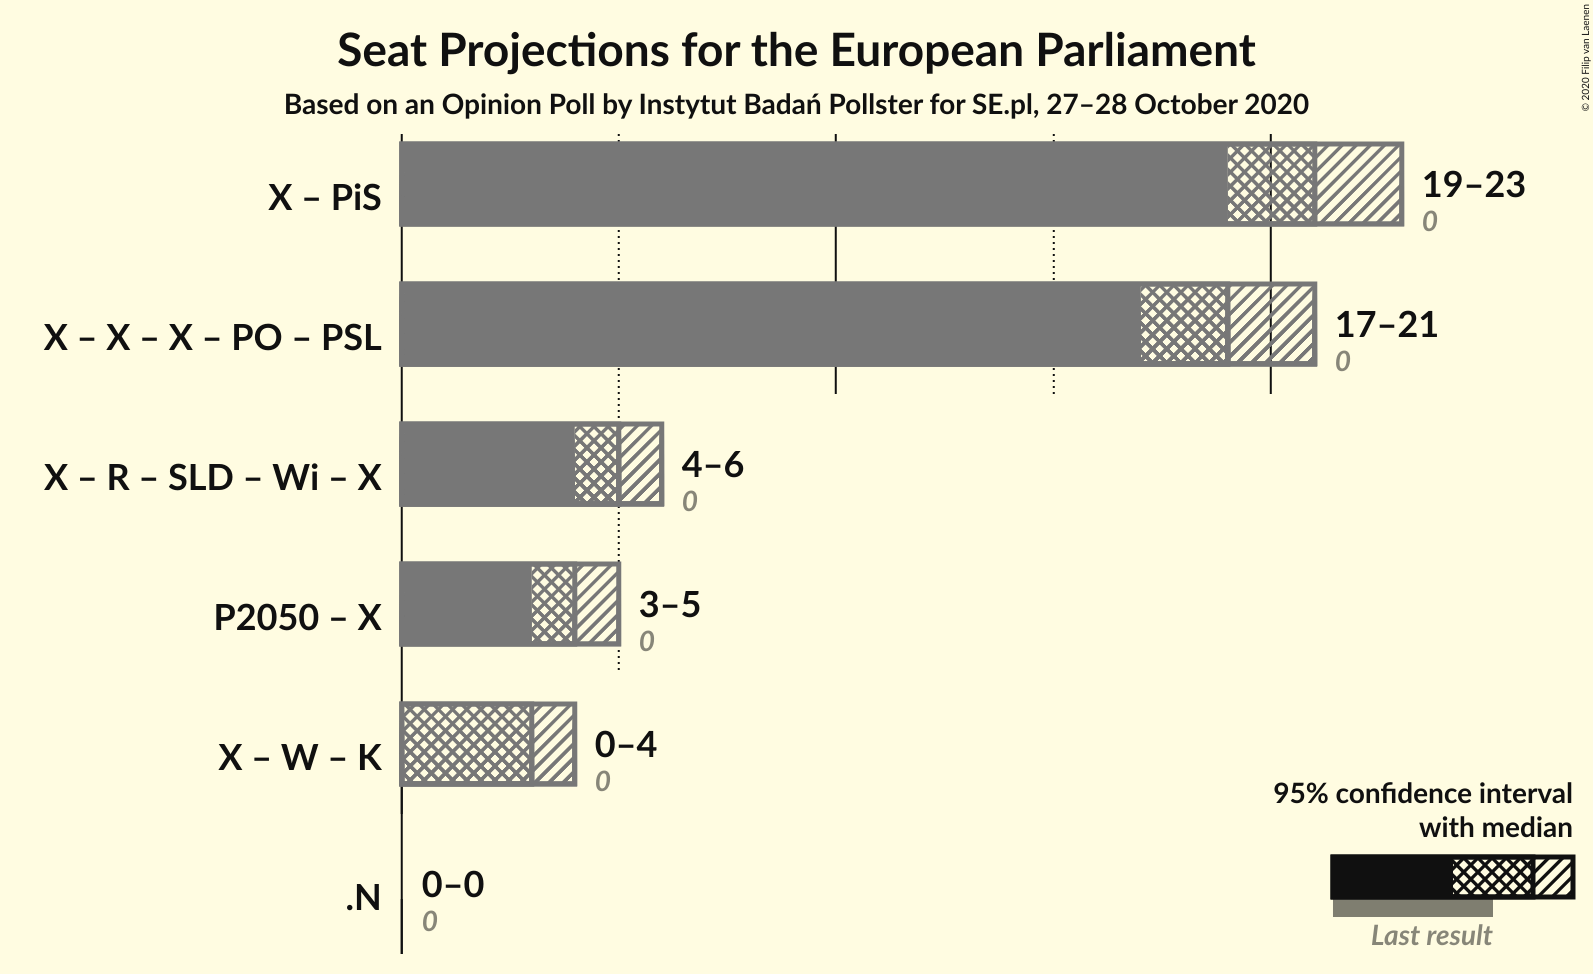 Seat Projections for the European Parliament
Based on an Opinion Poll by Instytut Badań Pollster for SE.pl, 27–28 October 2020
© 2020 Filip van Laenen
X – PiS
19–23
0
X – X – X – PO – PSL
17–21
0
X – R – SLD – Wi – X
4–6
0
P2050 – X
3–5
0
X – W – K
0–4
0
.N
0–0
0
95% confidence interval
with median
Last result